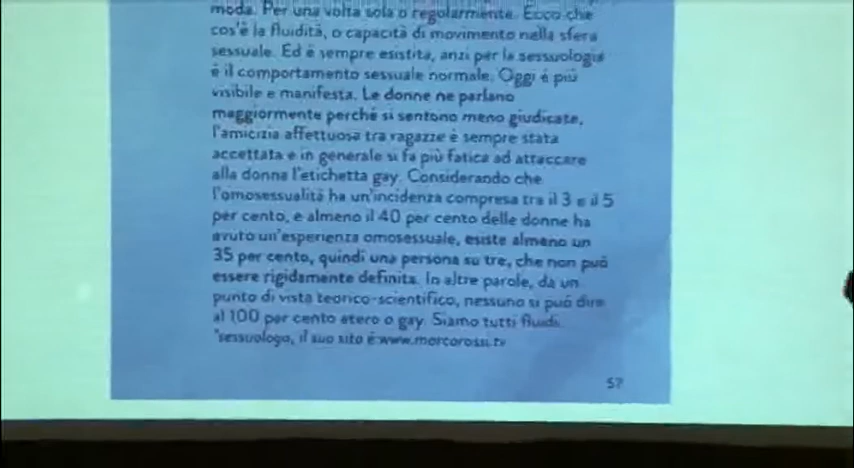 moda. Per una volta sola o regolarmente. Ecco che
cos'è la fluidità, o capacità di movimento nella sfera
sessuale. Ed è sempre esistita, anzi per la sessuologia
è il comportamento sessuale normale. Oggi è più
visibile e manifesta. Le donne ne parlano
maggiormente perché si sentono meno giudicate,
l'amicizia affettuosa tra ragazze è sempre stata
accettata e in generale si fa più fatica ad attaccare
alla donna l'etichetta gay. Considerando che
l'omosessualità ha un'incidenza compresa tra il 3 e il 5
per cento, e almeno il 40 per cento delle donne ha
avuto un'esperienza omosessuale, esiste almeno un
35 per cento, quindi una persona su tre, che non può
essere rigidamente definita. In altre parole, da un
punto di vista teorico-scientifico, nessuno si può dire
al 100 per cento etero o gay. Siamo tutti fluidi.
*sessuologo, il suo sito è www.marcorossi.tv
57